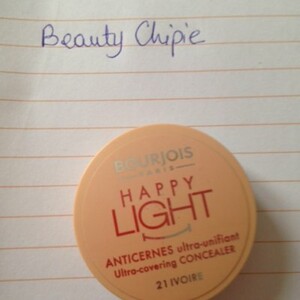 Beauty Chipie
BOURJOIS
PARIS
HAPPY
LIGHT
ANTICERNES ultra-unifiant
Ultra-covering CONCEALER
21 IVOIRE